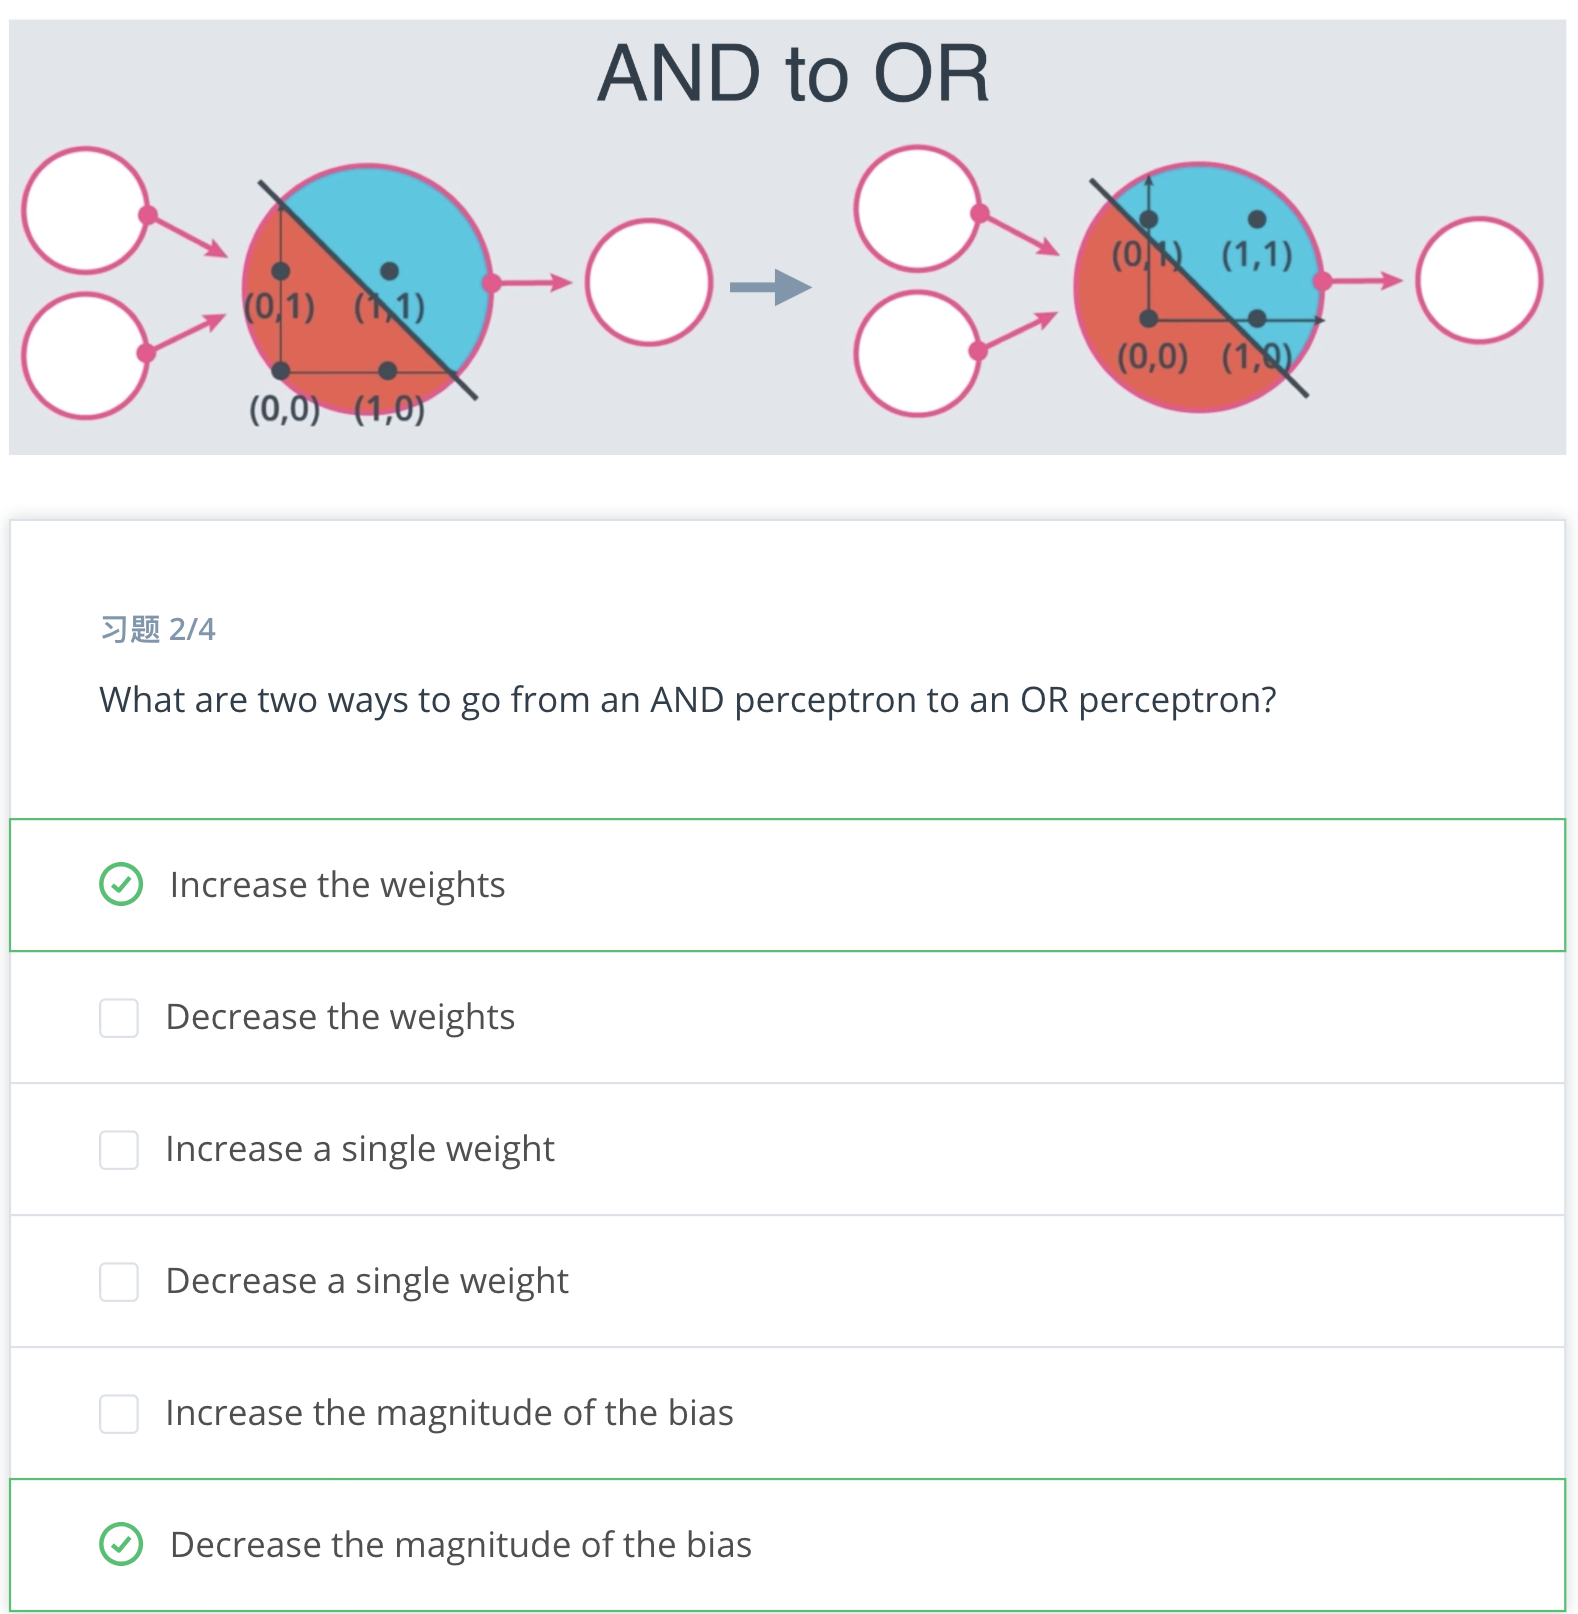 AND to OR
(0,1) (1,1)
(0,0) (1,0)
(0,1) (1,1)
(0,0) (1,0)
习题 2/4
What are two ways to go from an AND perceptron to an OR perceptron?
Increase the weights
Decrease the weights
Increase a single weight
Decrease a single weight
Increase the magnitude of the bias
Decrease the magnitude of the bias